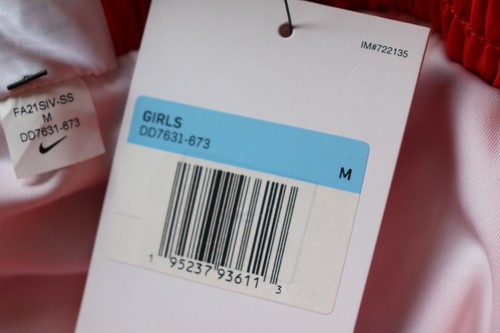 IM#722135
GIRLS
DD7631-673
M
1 95237 93611 3
FA21SIV-SS
M
DD7631-673